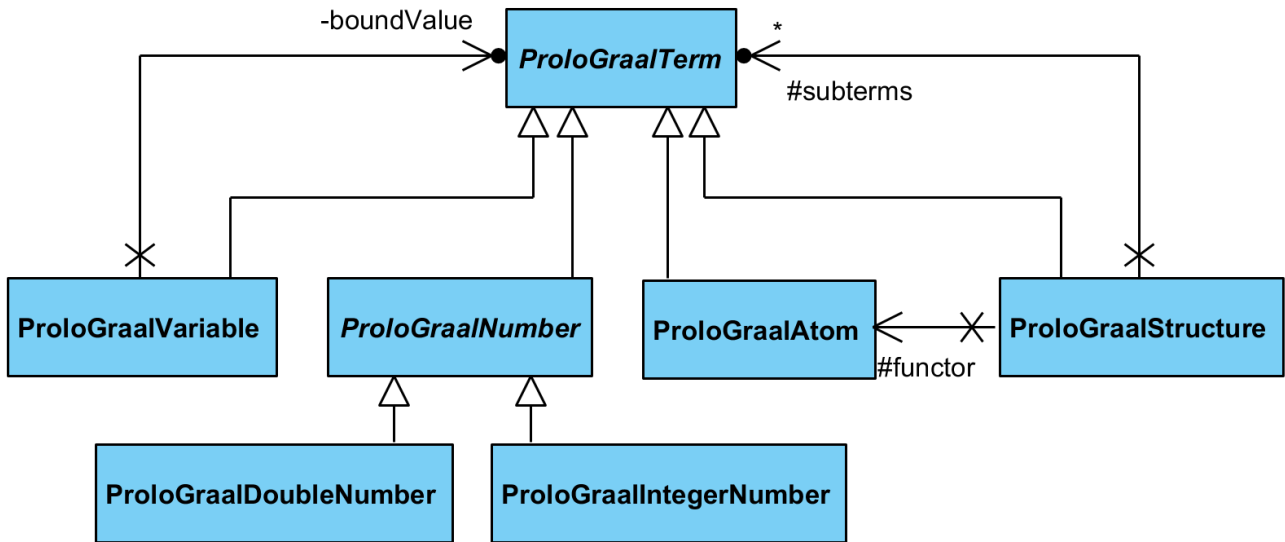 -boundValue
*
ProloGraalTerm
#subterms
ProloGraalVariable
ProloGraalNumber
ProloGraalAtom
ProloGraalStructure
#functor
ProloGraalDoubleNumber
ProloGraalIntegerNumber